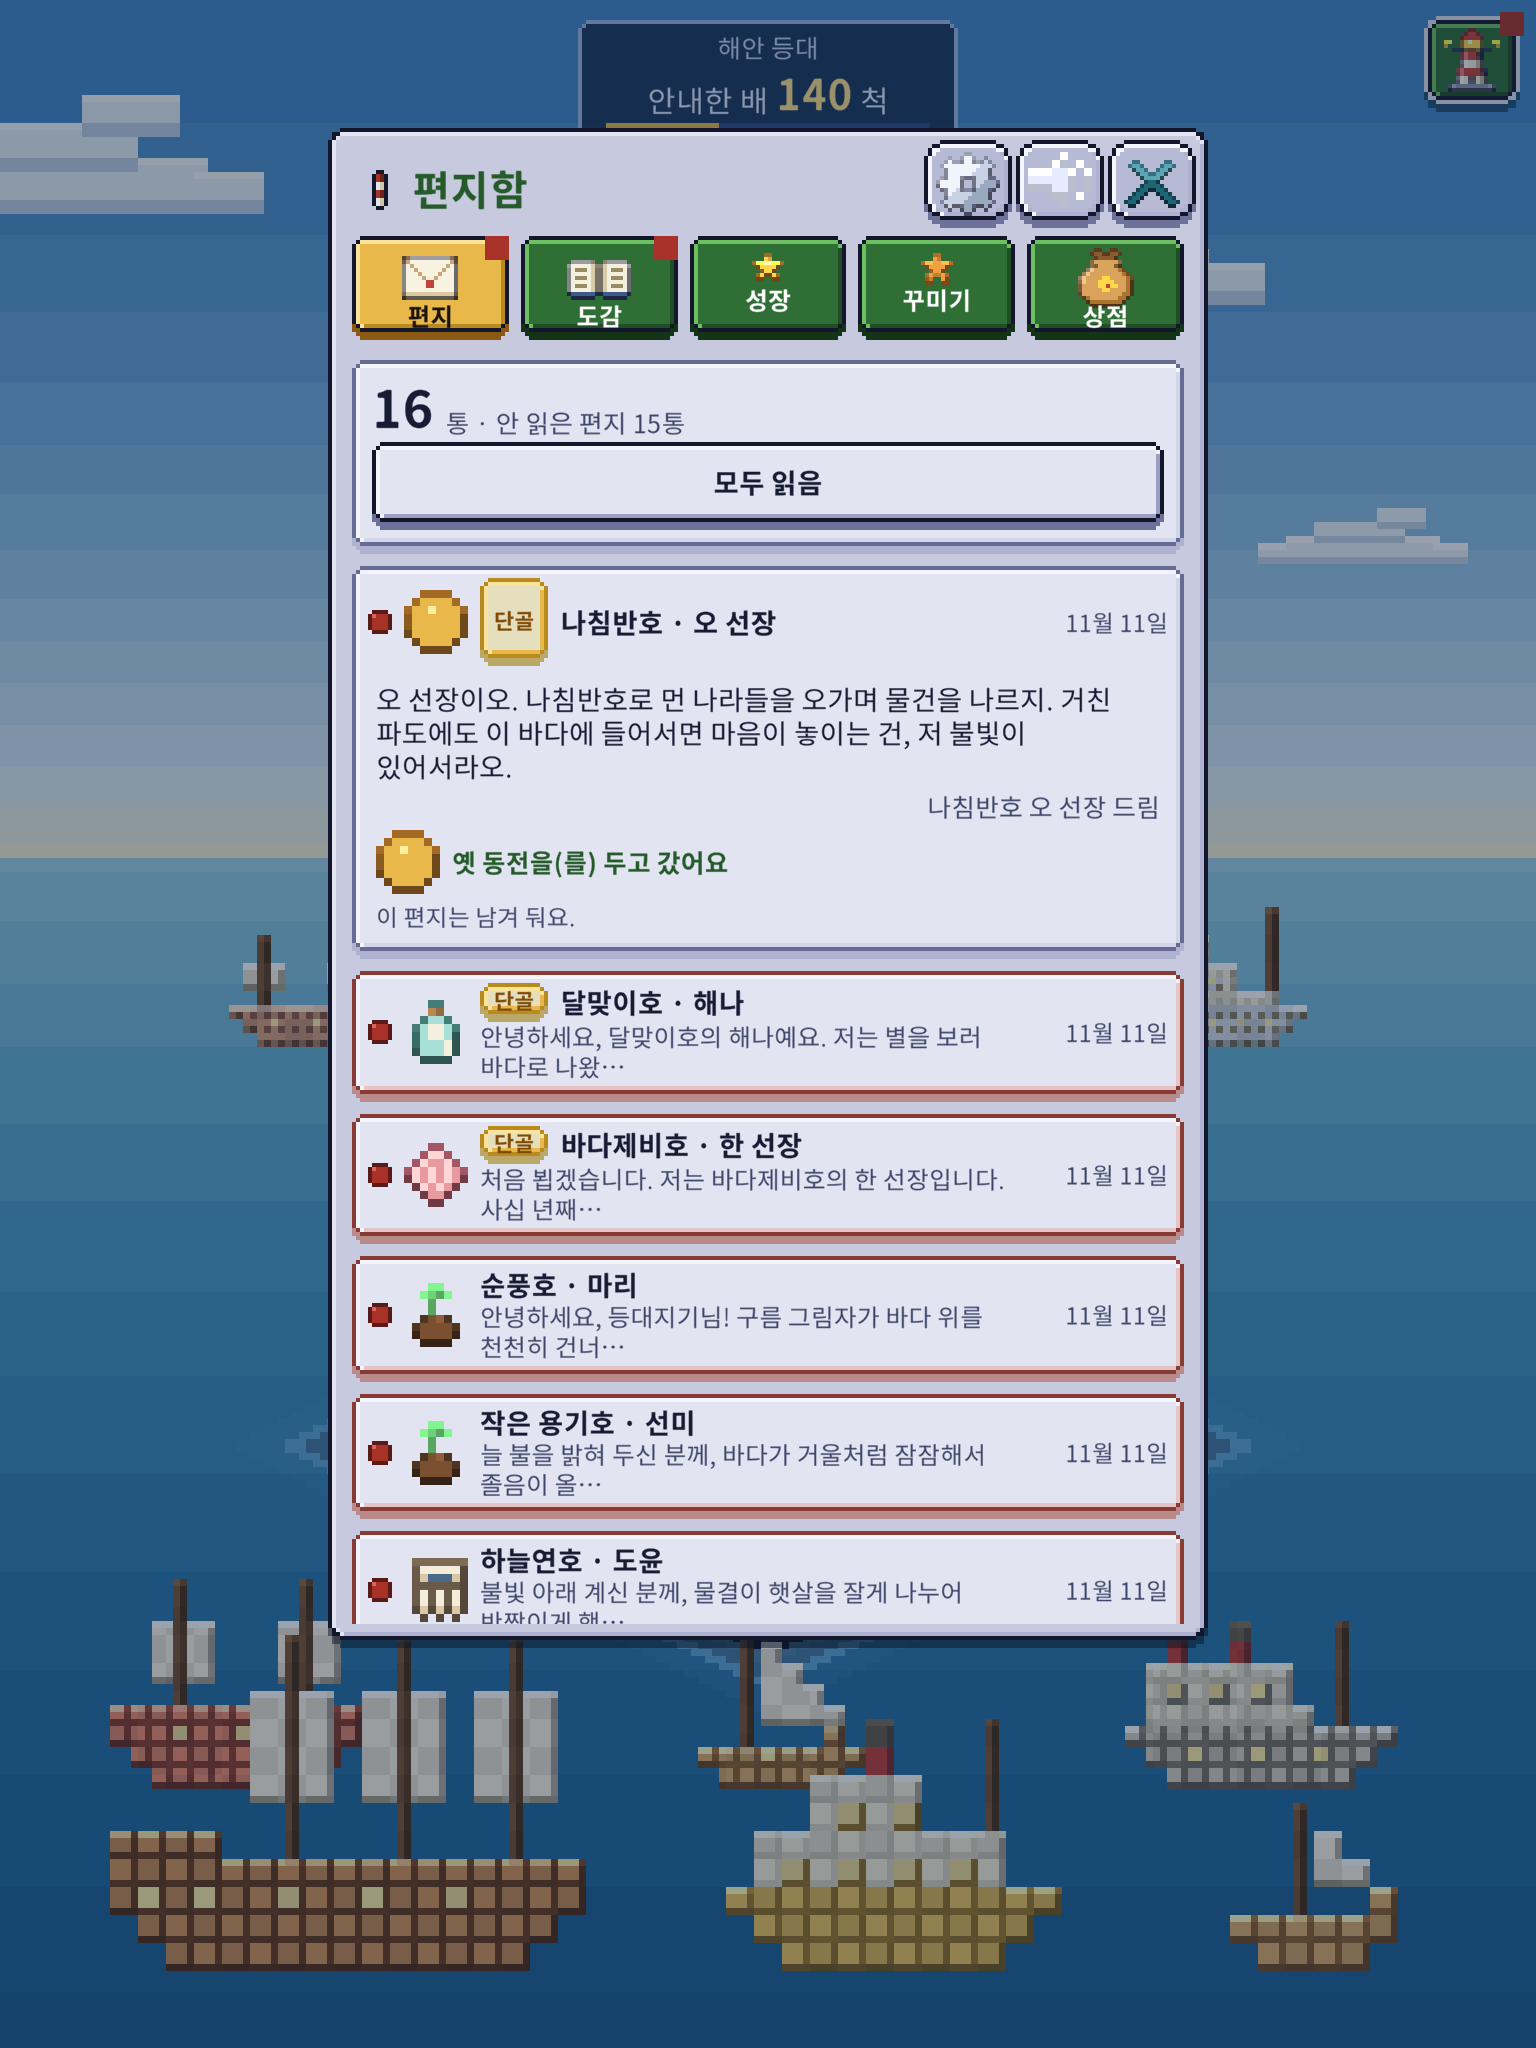 해안 등대
안내한 배 140 척
편지함
편지 도감 성장 꾸미기 상점
16 통 · 안 읽은 편지 15통
모두 읽음
단골 나침반호 · 오 선장 11월 11일
오 선장이오. 나침반호로 먼 나라들을 오가며 물건을 나르지. 거친
파도에도 이 바다에 들어서면 마음이 놓이는 건, 저 불빛이
있어서라오.
나침반호 오 선장 드림
옛 동전을(를) 두고 갔어요
이 편지는 남겨 둬요.
단골 달맞이호 · 해나 11월 11일
안녕하세요, 달맞이호의 해나예요. 저는 별을 보러
바다로 나왔…
단골 바다제비호 · 한 선장 11월 11일
처음 뵙겠습니다. 저는 바다제비호의 한 선장입니다.
사십 년째…
순풍호 · 마리 11월 11일
안녕하세요, 등대지기님! 구름 그림자가 바다 위를
천천히 건너…
작은 용기호 · 선미 11월 11일
늘 불을 밝혀 두신 분께, 바다가 거울처럼 잠잠해서
졸음이 올…
하늘연호 · 도윤 11월 11일
불빛 아래 계신 분께, 물결이 햇살을 잘게 나누어